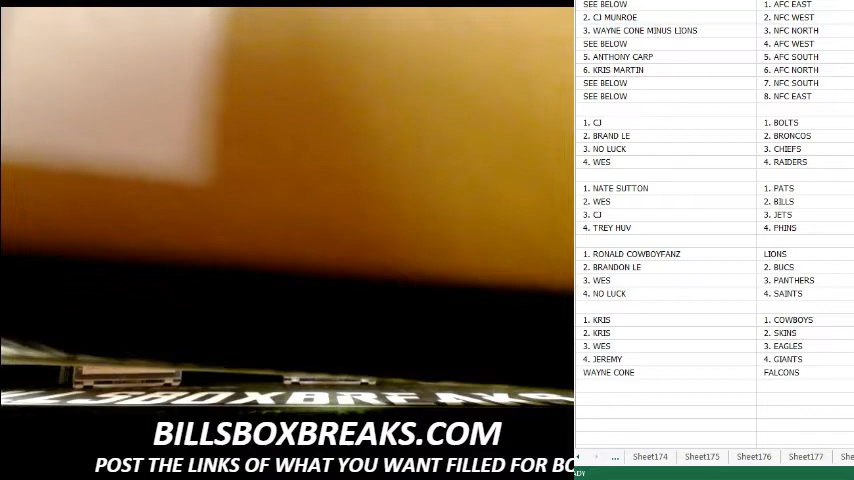 SEE BELOW 1. AFC EAST
2. CJ MUNROE 2. NFC WEST
3. WAYNE CONE MINUS LIONS 3. NFC NORTH
SEE BELOW 4. AFC WEST
5. ANTHONY CARP 5. AFC SOUTH
6. KRIS MARTIN 6. AFC NORTH
SEE BELOW 7. NFC SOUTH
SEE BELOW 8. NFC EAST
1. CJ 1. BOLTS
2. BRAND LE 2. BRONCOS
3. NO LUCK 3. CHIEFS
4. WES 4. RAIDERS
1. NATE SUTTON 1. PATS
2. WES 2. BILLS
3. CJ 3. JETS
4. TREY HUV 4. PHINS
1. RONALD COWBOYFANZ LIONS
2. BRANDON LE 2. BUCS
3. WES 3. PANTHERS
4. NO LUCK 4. SAINTS
1. KRIS 1. COWBOYS
2. KRIS 2. SKINS
3. WES 3. EAGLES
4. JEREMY 4. GIANTS
WAYNE CONE FALCONS
LLSBOXBREAKS
BILLSBOXBREAKS.COM
POST THE LINKS OF WHAT YOU WANT FILLED FOR BO
... Sheet174 Sheet175 Sheet176 Sheet177 She
ADY